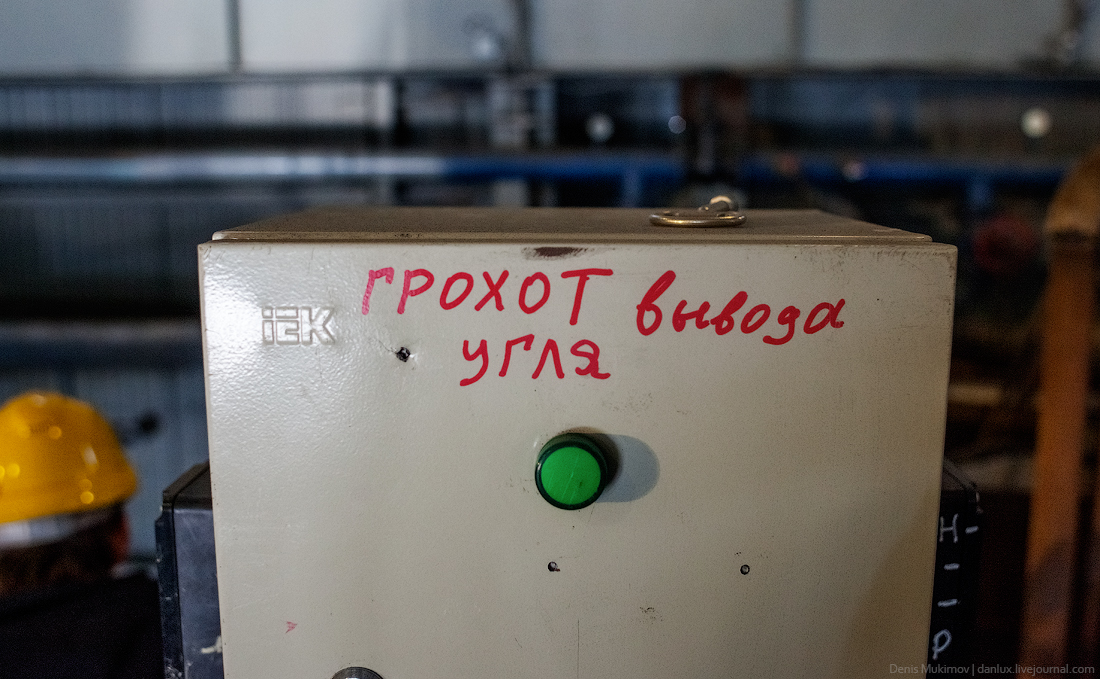 грохот вывода
угля
IEK
Н-
-
-
Р
Denis Mukimov | danlux.livejournal.com